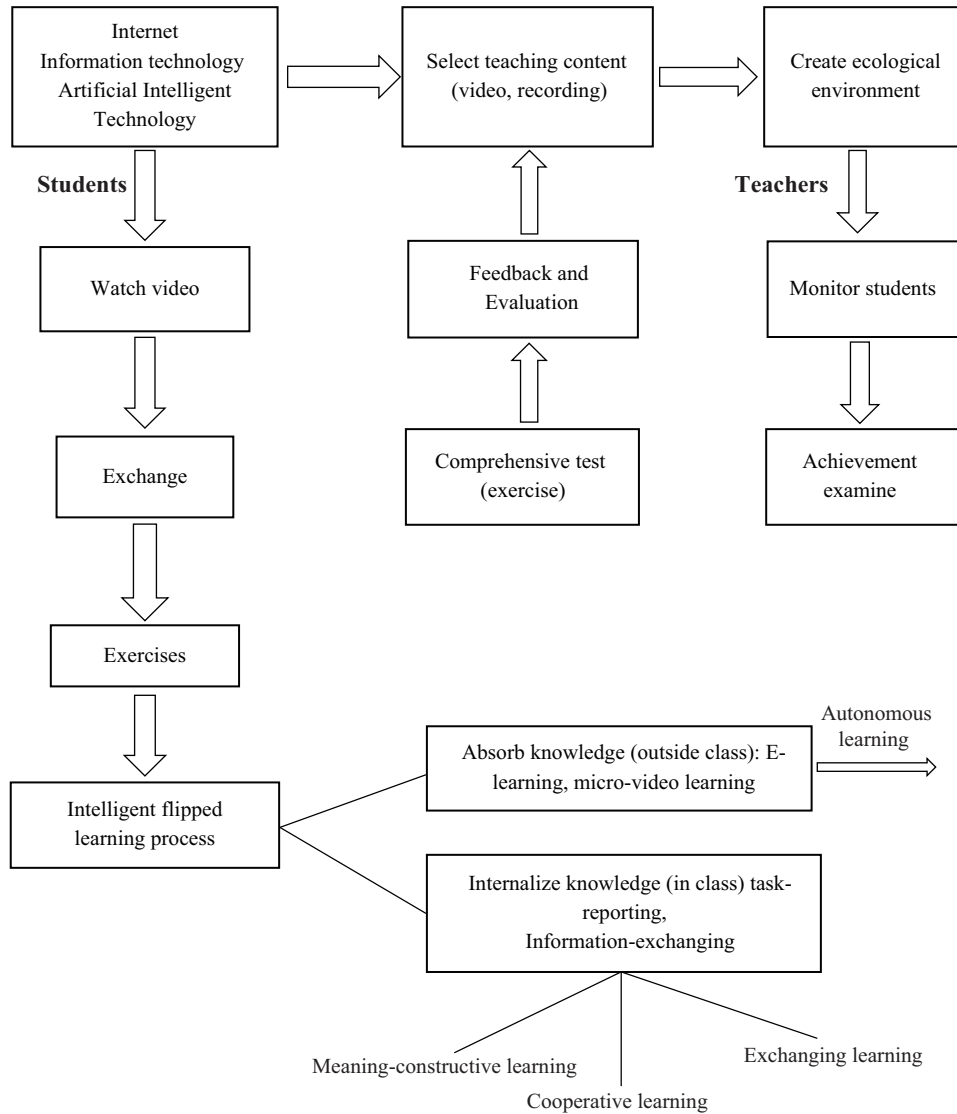 Internet
Information technology
Artificial Intelligent
Technology
Select teaching content
(video, recording)
Create ecological
environment
Students
Teachers
Watch video
Feedback and
Evaluation
Monitor students
Exchange
Comprehensive test
(exercise)
Achievement
examine
Exercises
Autonomous
learning
Absorb knowledge (outside class): E-
learning, micro-video learning
Intelligent flipped
learning process
Internalize knowledge (in class) task-
reporting,
Information-exchanging
Meaning-constructive learning
Cooperative learning
Exchanging learning